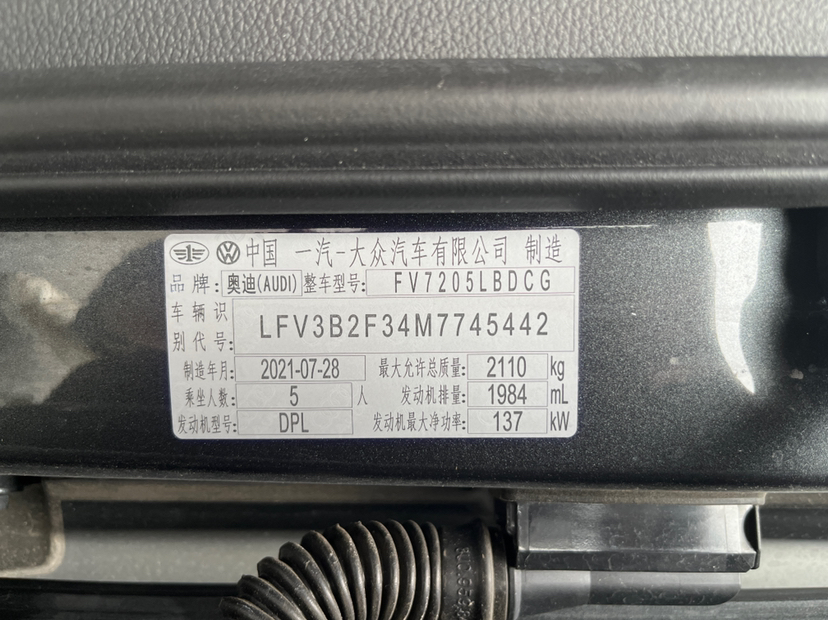 中国 一汽-大众汽车有限公司 制造
品牌: 奥迪(AUDI) 整车型号: FV7205LBDCG
车辆识
别代号: LFV3B2F34M7745442
制造年月: 2021-07-28 最大允许总质量: 2110 kg
乘坐人数: 5 人 发动机排量: 1984 mL
发动机型号: DPL 发动机最大净功率: 137 kW